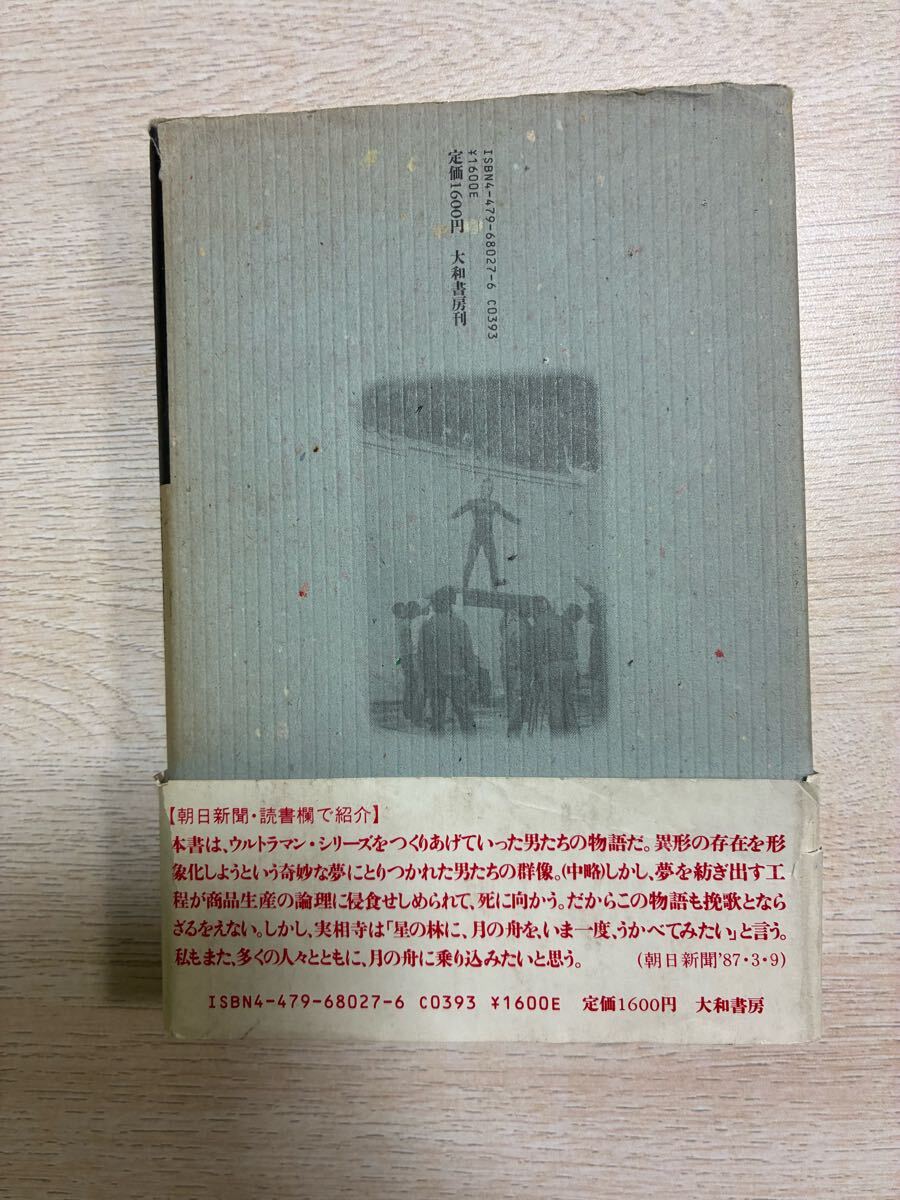 ISBN4-479-68027-6 C0393
¥1600E
定価1600円 大和書房刊
【朝日新聞・読書欄で紹介】
本書は、ウルトラマン・シリーズをつくりあげていった男たちの物語だ。異形の存在を形
象化しようという奇妙な夢にとりつかれた男たちの群像。(中略)しかし、夢を紡ぎ出す工
程が商品生産の論理に侵食せしめられて、死に向かう。だからこの物語も挽歌となら
ざるをえない。しかし、実相寺は「星の林に、月の舟を、いま一度、うかべてみたい」と言う。
私もまた、多くの人々とともに、月の舟に乗り込みたいと思う。 (朝日新聞'87・3・9)
ISBN4-479-68027-6 C0393 ¥1600E 定価1600円 大和書房